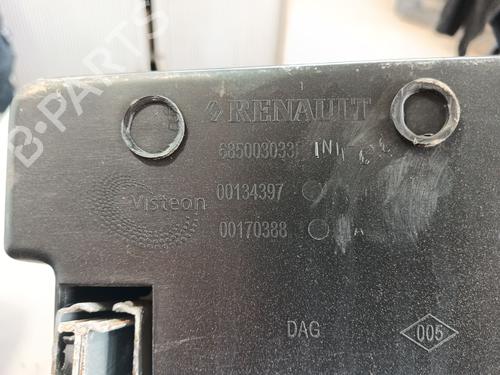 B-PARTS
RENAULT
685003033
Visteon
00134397
00170388 A
DAG
005